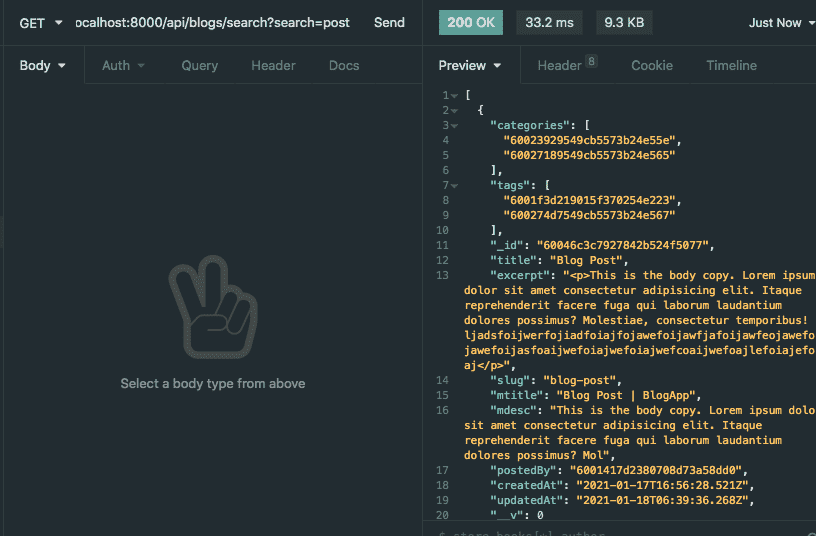 GET ocalhost:8000/api/blogs/search?search=post Send
200 OK 33.2 ms 9.3 KB Just Now
Body Auth Query Header Docs
Preview Header 8 Cookie Timeline
Select a body type from above
1 [
2 {
3 "categories": [
4 "60023929549cb5573b24e55e",
5 "60027189549cb5573b24e565"
6 ],
7 "tags": [
8 "6001f3d219015f370254e223",
9 "600274d7549cb5573b24e567"
10 ],
11 "_id": "60046c3c7927842b524f5077",
12 "title": "Blog Post",
13 "excerpt": "<p>This is the body copy. Lorem ipsum
dolor sit amet consectetur adipisicing elit. Itaque
reprehenderit facere fuga qui laborum laudantium
dolores possimus? Molestiae, consectetur temporibus!
ljadsfoijwerfojiadfoiajfojawefoijawfjafoijawfeojawefo
jawefoijasfoaijwefoiajwefoiajwefcoaijwefoajlefoiajefo
aj</p>",
14 "slug": "blog-post",
15 "mtitle": "Blog Post | BlogApp",
16 "mdesc": "This is the body copy. Lorem ipsum dolo
sit amet consectetur adipisicing elit. Itaque
reprehenderit facere fuga qui laborum laudantium
dolores possimus? Mol",
17 "postedBy": "6001417d2380708d73a58dd0",
18 "createdAt": "2021-01-17T16:56:28.521Z",
19 "updatedAt": "2021-01-18T06:39:36.268Z",
20 "__v": 0
$ store.books[*].author